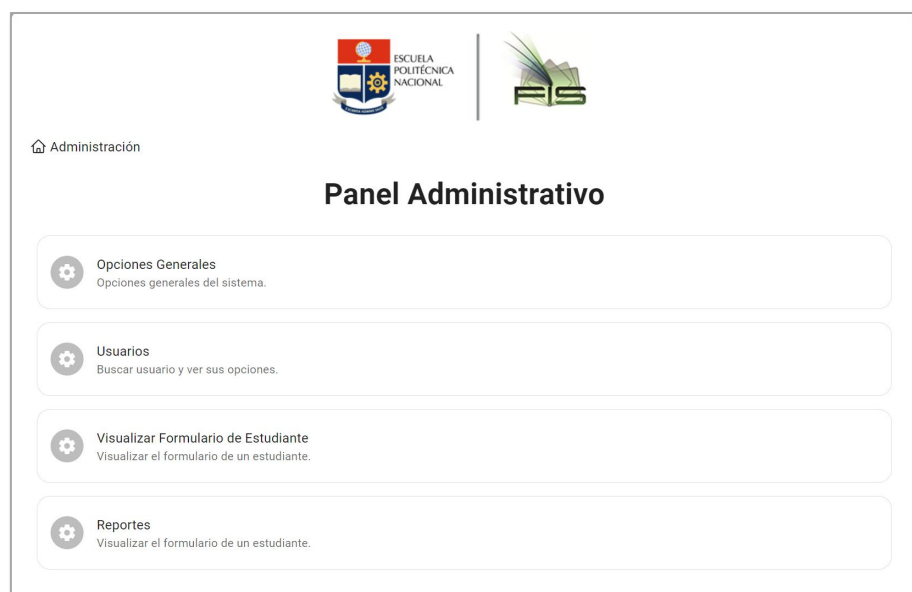 ESCUELA
POLITÉCNICA
NACIONAL
FIS
Administración
Panel Administrativo
Opciones Generales
Opciones generales del sistema.
Usuarios
Buscar usuario y ver sus opciones.
Visualizar Formulario de Estudiante
Visualizar el formulario de un estudiante.
Reportes
Visualizar el formulario de un estudiante.